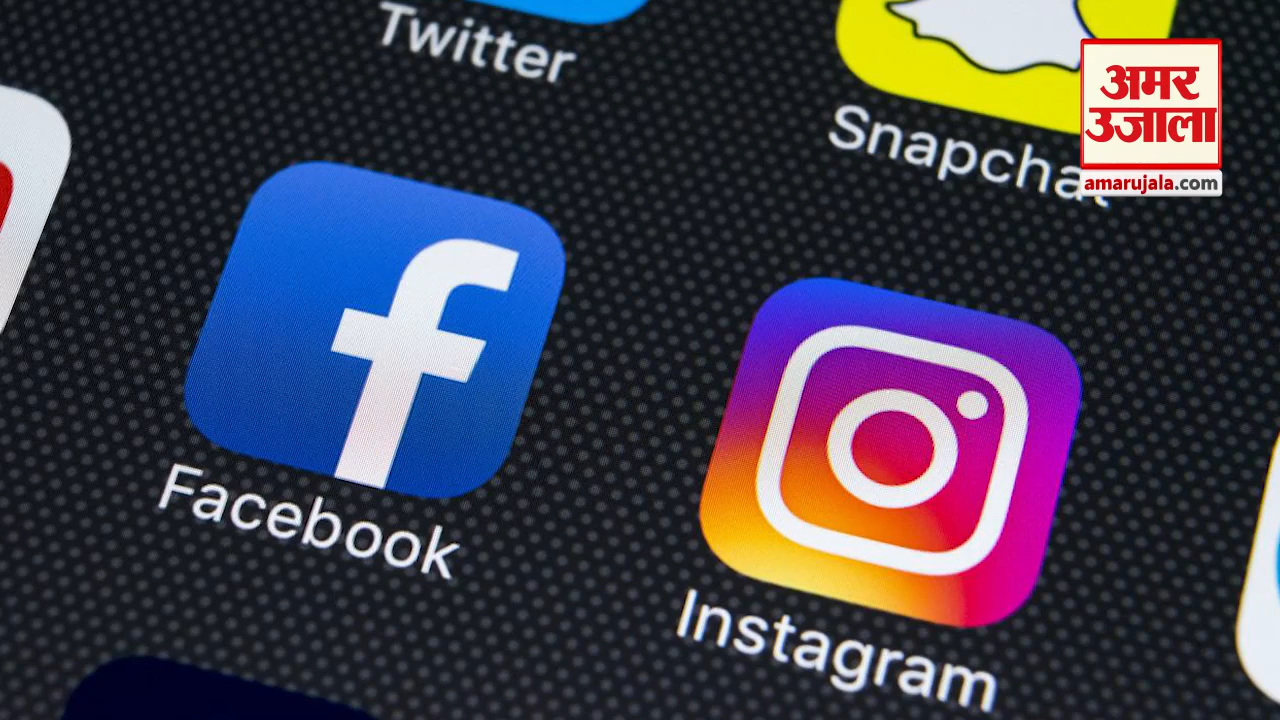 Twitter
Snapchat
अमर
उजाला
amarujala.com
Facebook
Instagram